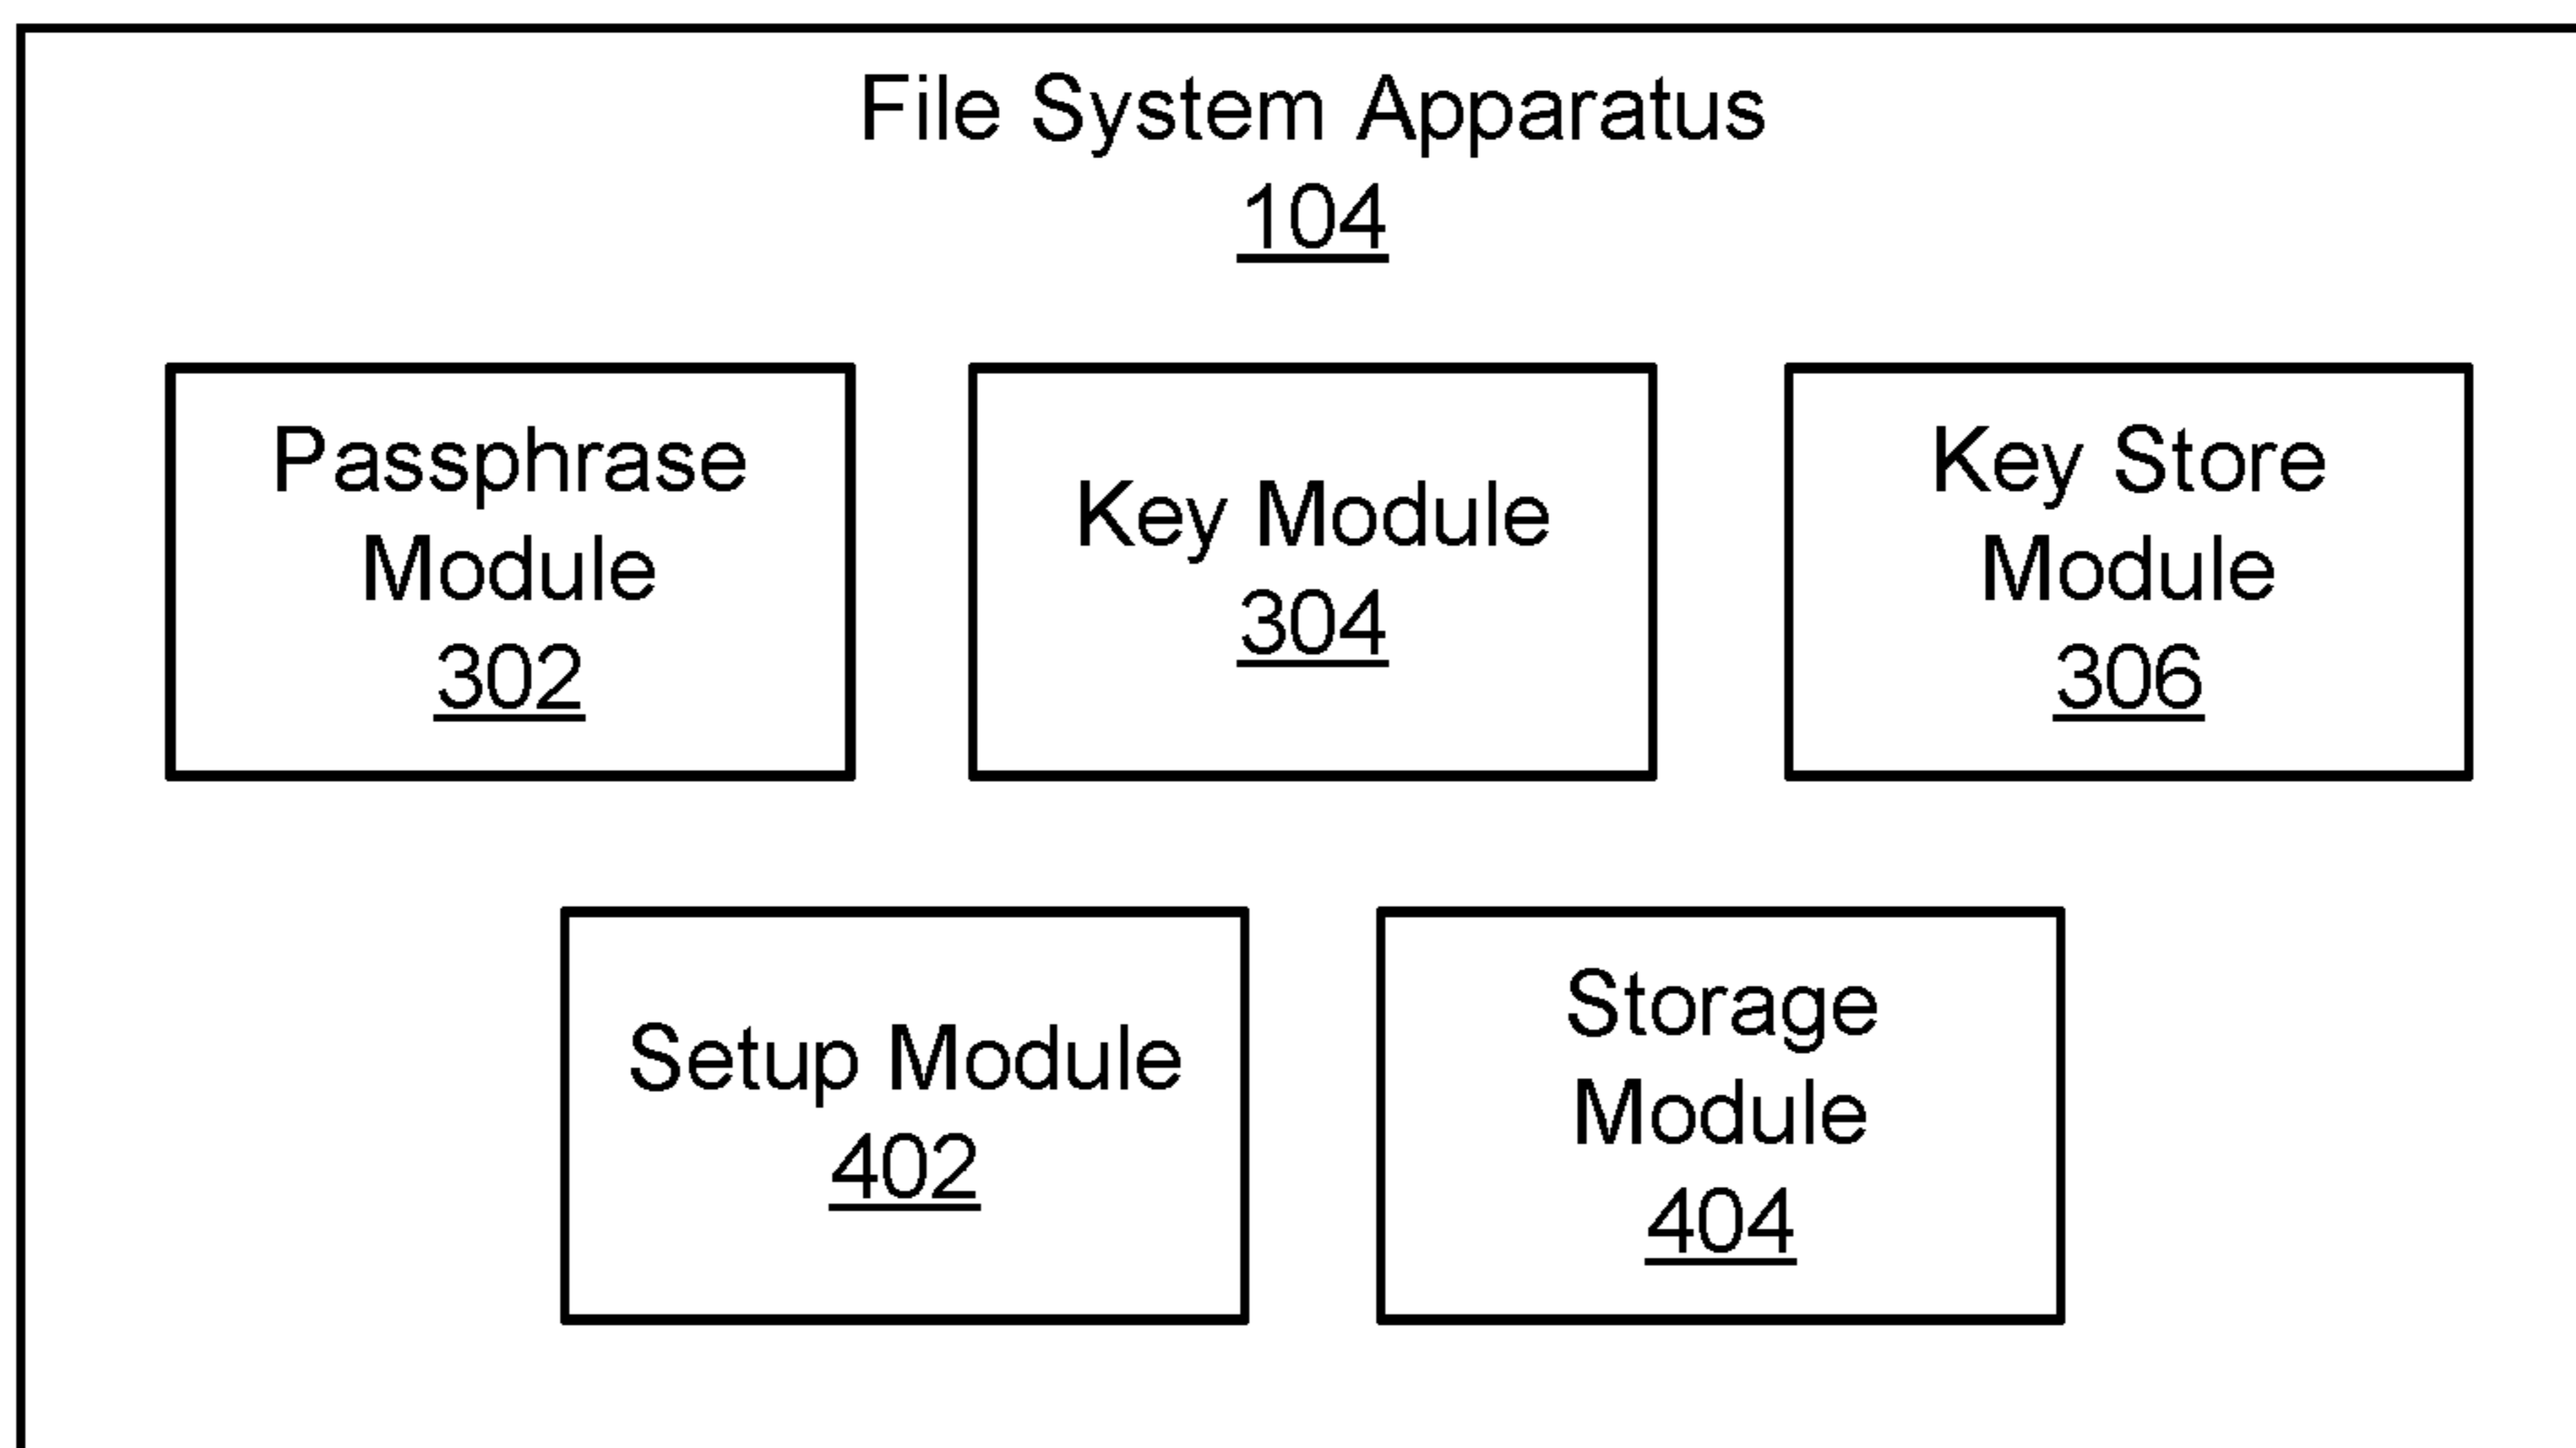 File System Apparatus
104
Passphrase
Module
302
Key Module
304
Key Store
Module
306
Setup Module
402
Storage
Module
404